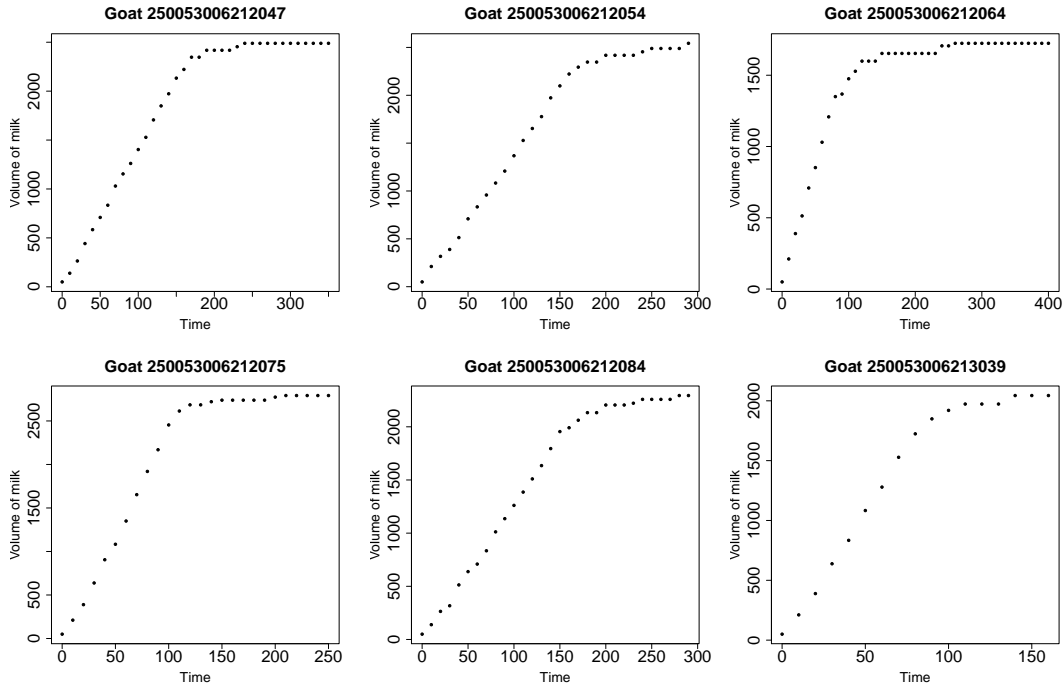 Goat 250053006212047
Volume of milk
0 500 1000 2000
0 50 100 200 300
Time
Goat 250053006212054
Volume of milk
0 500 1000 2000
0 50 100 150 200 250 300
Time
Goat 250053006212064
Volume of milk
0 500 1000 1500
0 100 200 300 400
Time
Goat 250053006212075
Volume of milk
0 500 1500 2500
0 50 100 150 200 250
Time
Goat 250053006212084
Volume of milk
0 500 1000 1500 2000
0 50 100 150 200 250 300
Time
Goat 250053006213039
Volume of milk
0 500 1000 1500 2000
0 50 100 150
Time